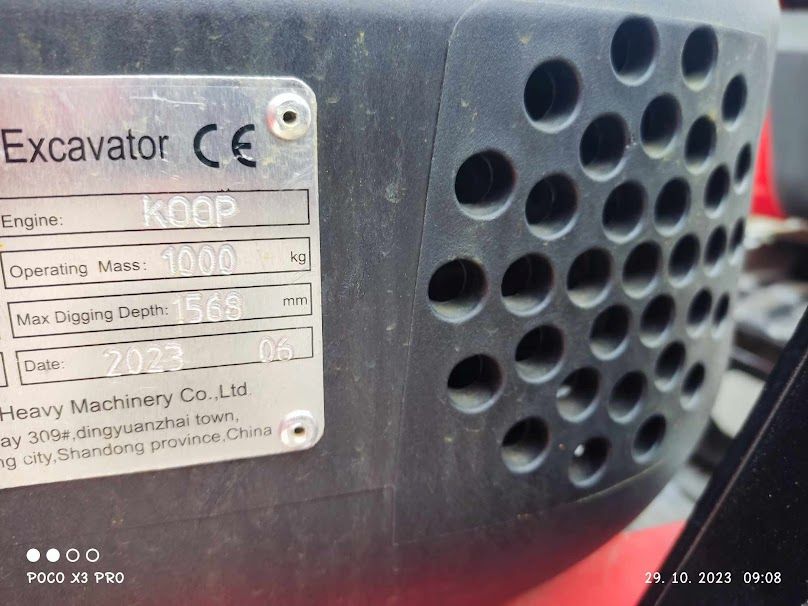 Excavator CE
Engine: KOOP
Operating Mass: 1000 kg
Max Digging Depth: 1568 mm
Date: 2023 06
Heavy Machinery Co.,Ltd.
309#,dingyuanzhai town,
city,Shandong province,China
POCO X3 PRO
29. 10. 2023 09:08